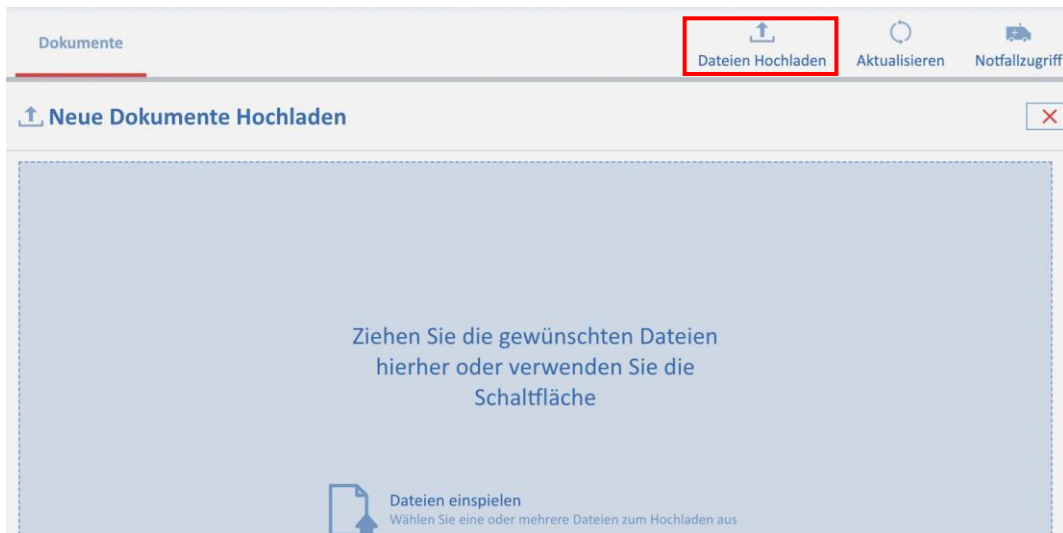 Dokumente
Dateien Hochladen
Aktualisieren
Notfallzugriff
Neue Dokumente Hochladen
Ziehen Sie die gewünschten Dateien
hierher oder verwenden Sie die
Schaltfläche
Dateien einspielen
Wählen Sie eine oder mehrere Dateien zum Hochladen aus